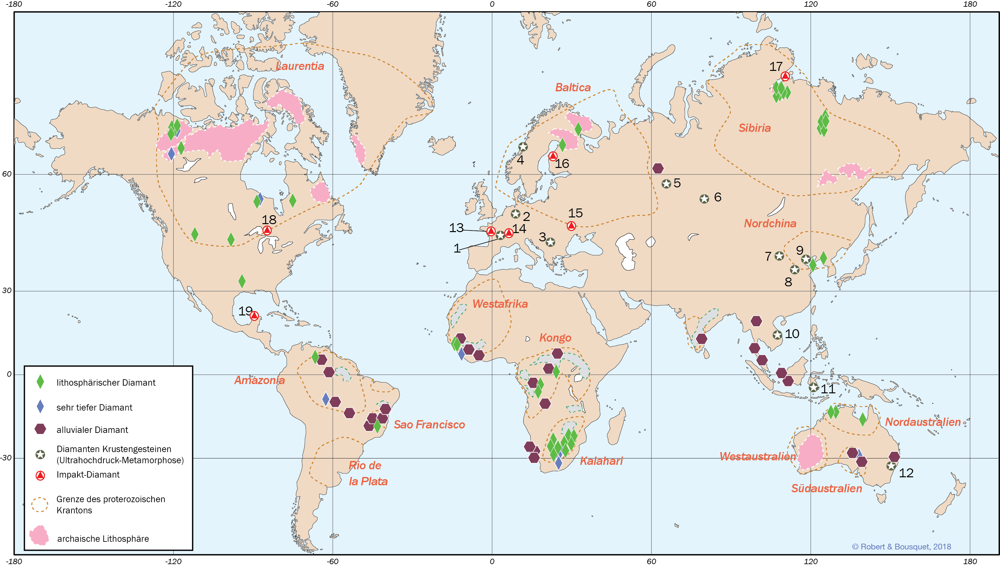 -180 -120 -60 0 60 120 180
Laurentia
17
Baltica
Sibiria
4
16
60
5
6
2
15
18
13
14
Nordchina
3
1
9
7
8
30
Westafrika
19
10
Kongo
0
Amazonia
11
lithosphärischer Diamant
sehr tiefer Diamant
Sao Francisco
Nordaustralien
alluvialer Diamant
Diamanten Krustengesteinen
(Ultrahochdruck-Metamorphose)
-30
Kalahari
Westaustralien
Rio de
la Plata
12
Impakt-Diamant
Südaustralien
Grenze des proterozoischen
Krantons
archaische Lithosphäre
© Robert & Bousquet, 2018
-180 -120 -60 0 60 120 180